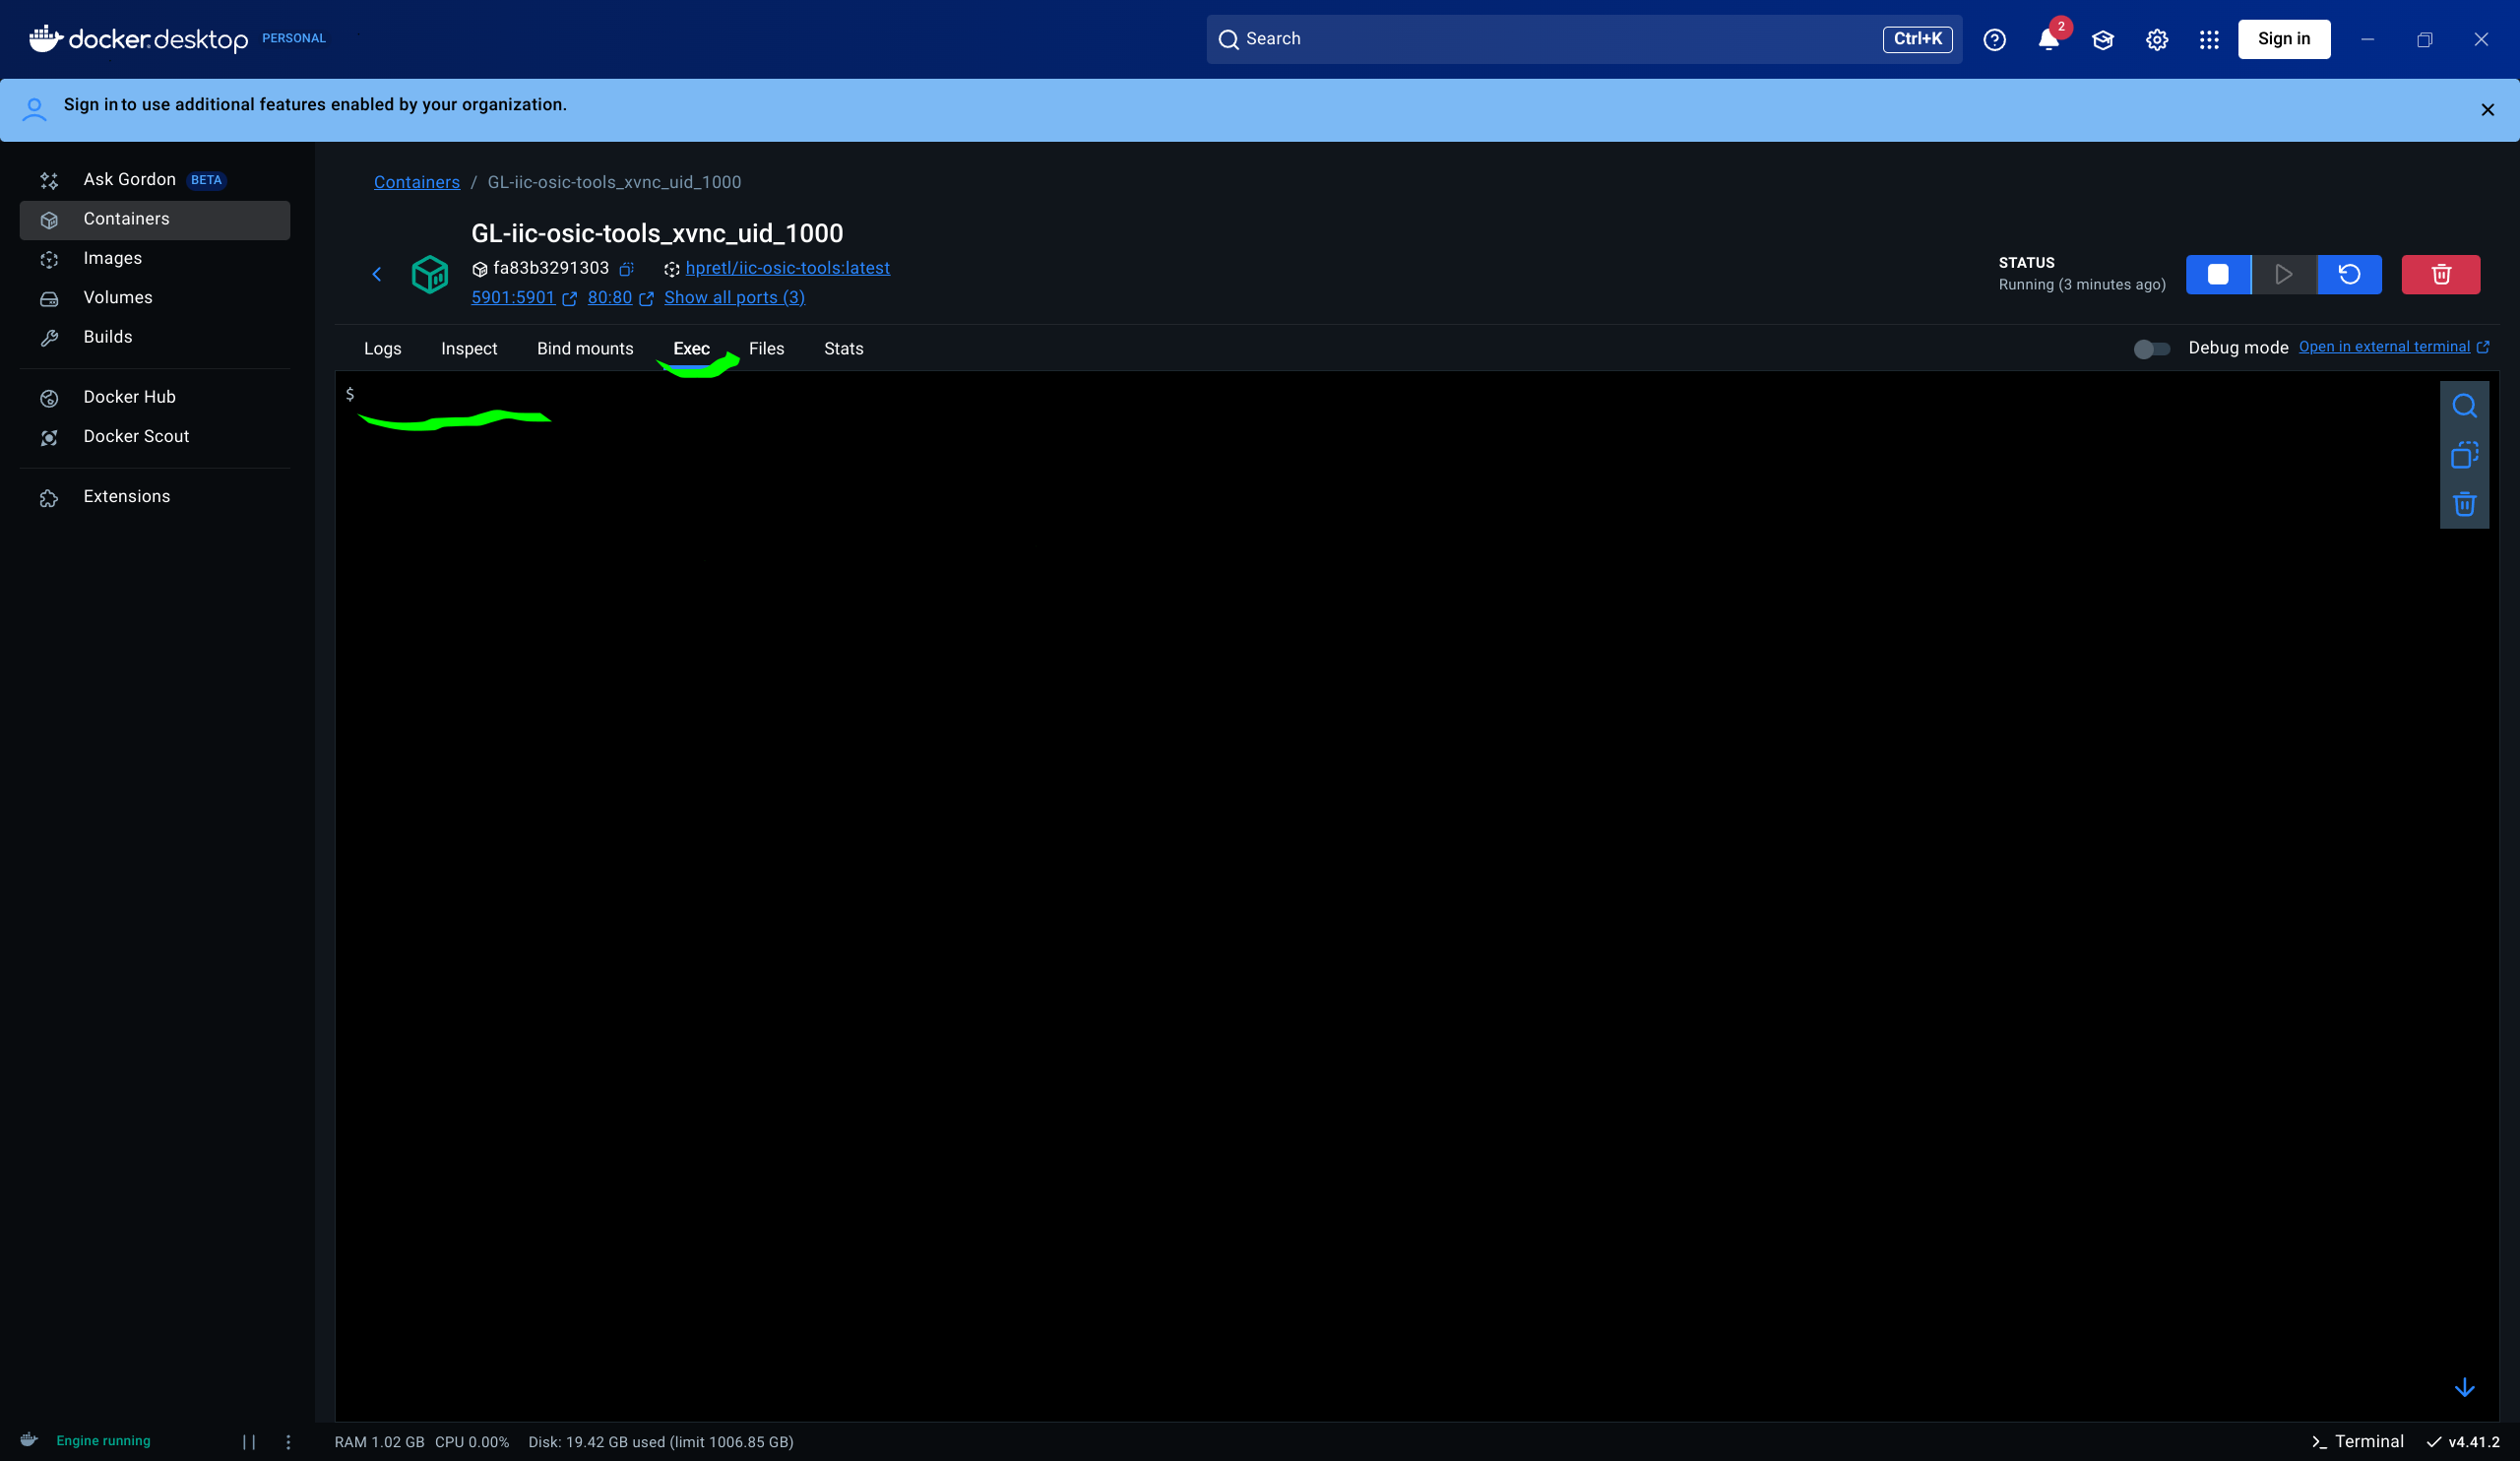 docker.desktop PERSONAL
Search
Ctrl+K
2
Sign in
Sign in to use additional features enabled by your organization.
Ask Gordon BETA
Containers
Images
Volumes
Builds
Docker Hub
Docker Scout
Extensions
Containers / GL-iic-osic-tools_xvnc_uid_1000
GL-iic-osic-tools_xvnc_uid_1000
fa83b3291303 hpretl/iic-osic-tools:latest
5901:5901 80:80 Show all ports (3)
STATUS
Running (3 minutes ago)
Logs Inspect Bind mounts Exec Files Stats
Debug mode Open in external terminal
$
Engine running
RAM 1.02 GB CPU 0.00% Disk: 19.42 GB used (limit 1006.85 GB)
>_ Terminal v4.41.2